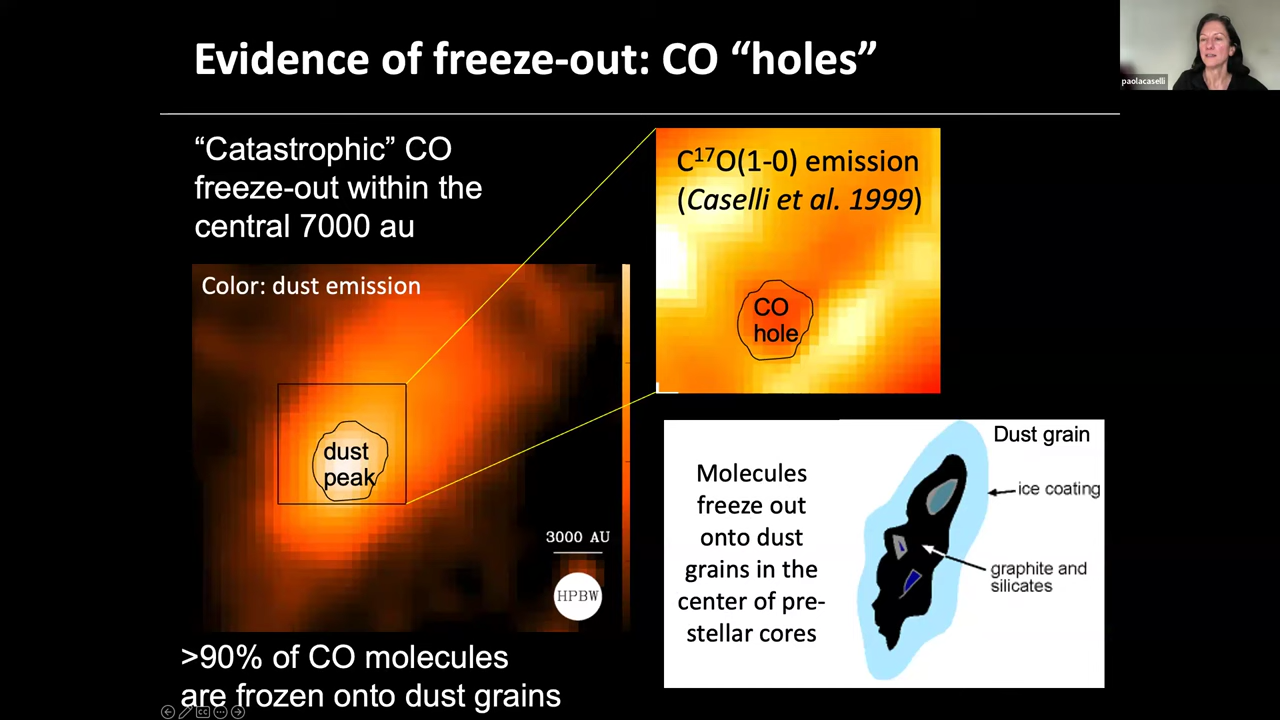 Evidence of freeze-out: CO “holes”
paolacaselli
“Catastrophic” CO
freeze-out within the
central 7000 au
Color: dust emission
dust
peak
3000 AU
HPBW
>90% of CO molecules
are frozen onto dust grains
C¹⁷O(1-0) emission
(Caselli et al. 1999)
CO
hole
Molecules
freeze out
onto dust
grains in the
center of pre-
stellar cores
Dust grain
ice coating
graphite and
silicates